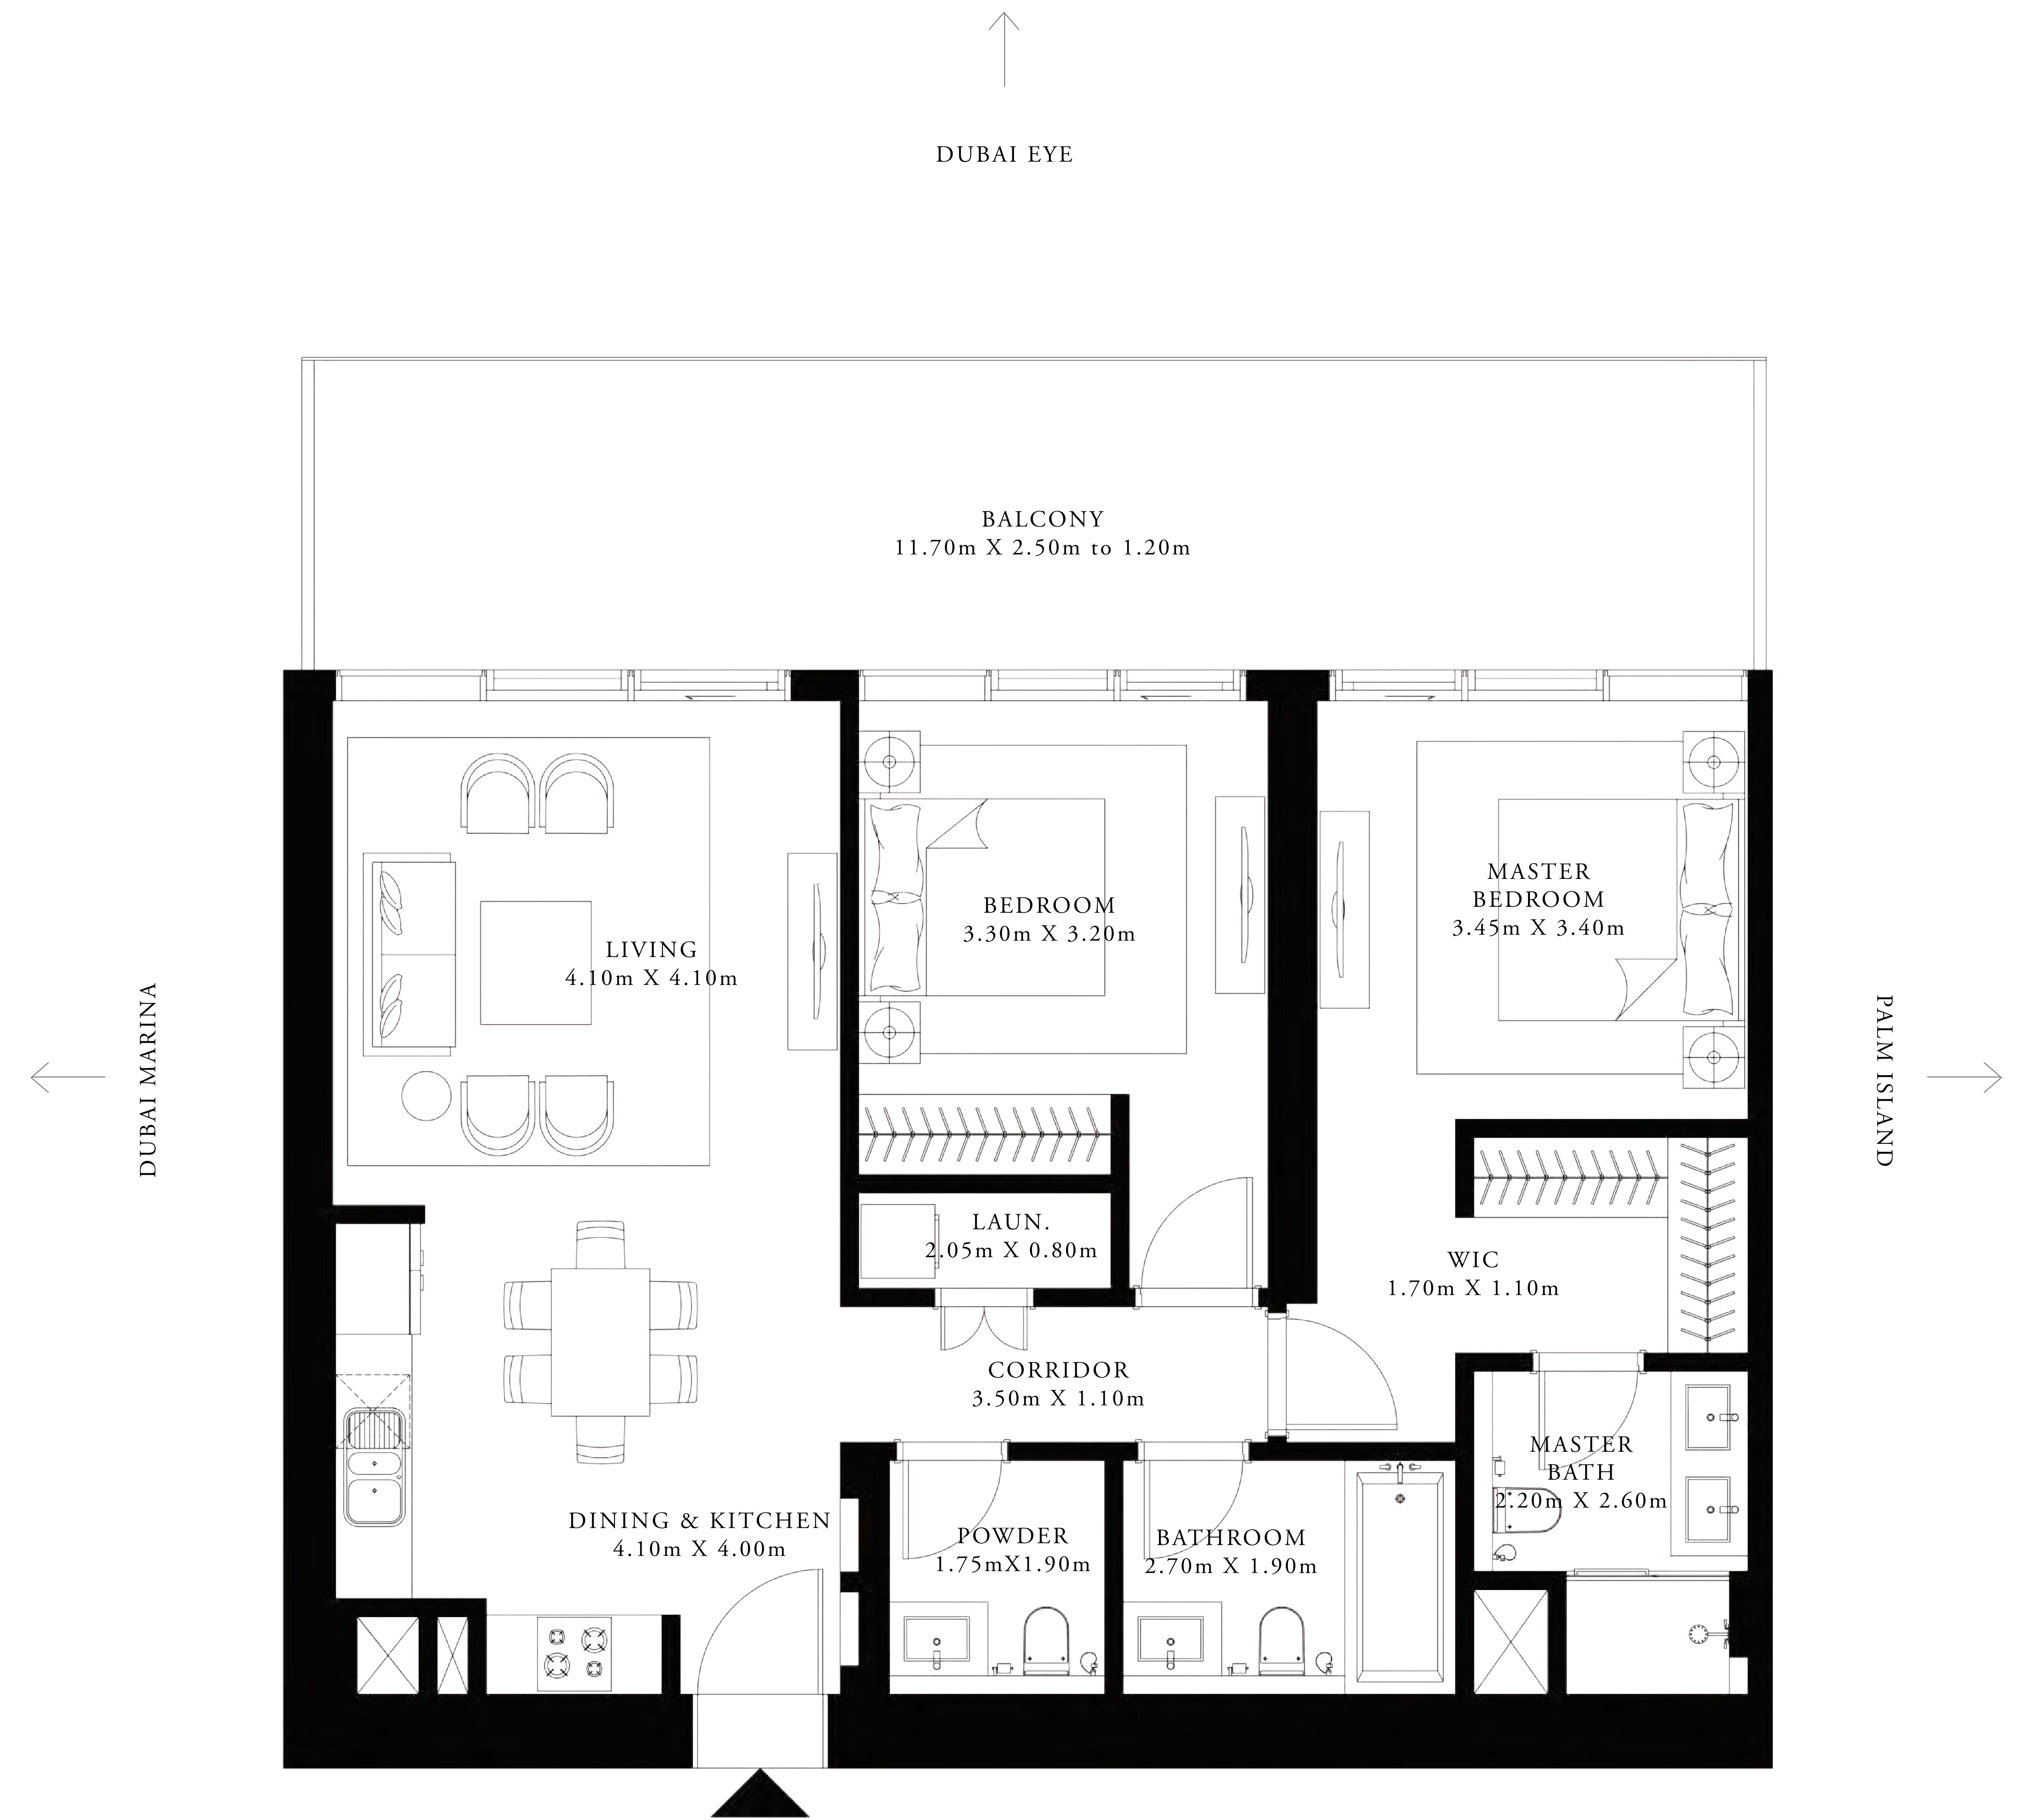 DUBAI EYE
BALCONY
11.70m X 2.50m to 1.20m
MASTER
BEDROOM
3.45m X 3.40m
BEDROOM
3.30m X 3.20m
LIVING
4.10m X 4.10m
DUBAI MARINA
PALM ISLAND
LAUN.
2.05m X 0.80m
WIC
1.70m X 1.10m
CORRIDOR
3.50m X 1.10m
MASTER
BATH
2.20m X 2.60m
DINING & KITCHEN
4.10m X 4.00m
POWDER
1.75mX1.90m
BATHROOM
2.70m X 1.90m